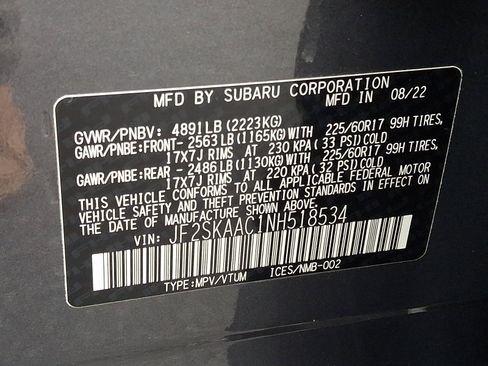 MFD BY SUBARU CORPORATION
MFD IN 08/22
GVWR/PNBV: 4891LB (2223KG)
GAWR/PNBE:FRONT- 2563LB(1165KG)WITH 225/60R17 99H TIRES,
17X7J RIMS AT 230 KPA( 33 PSI)COLD
GAWR/PNBE:REAR - 2486LB(1130KG)WITH 225/60R17 99H TIRES,
17X7J RIMS AT 220 KPA( 32 PSI)COLD
THIS VEHICLE CONFORMS TO ALL APPLICABLE FEDERAL MOTOR
VEHICLE SAFETY AND THEFT PREVENTION STANDARDS IN EFFECT
ON THE DATE OF MANUFACTURE SHOWN ABOVE.
VIN: JF2SKAAC1NH518534
TYPE:MPV/VTUM ICES/NMB-002